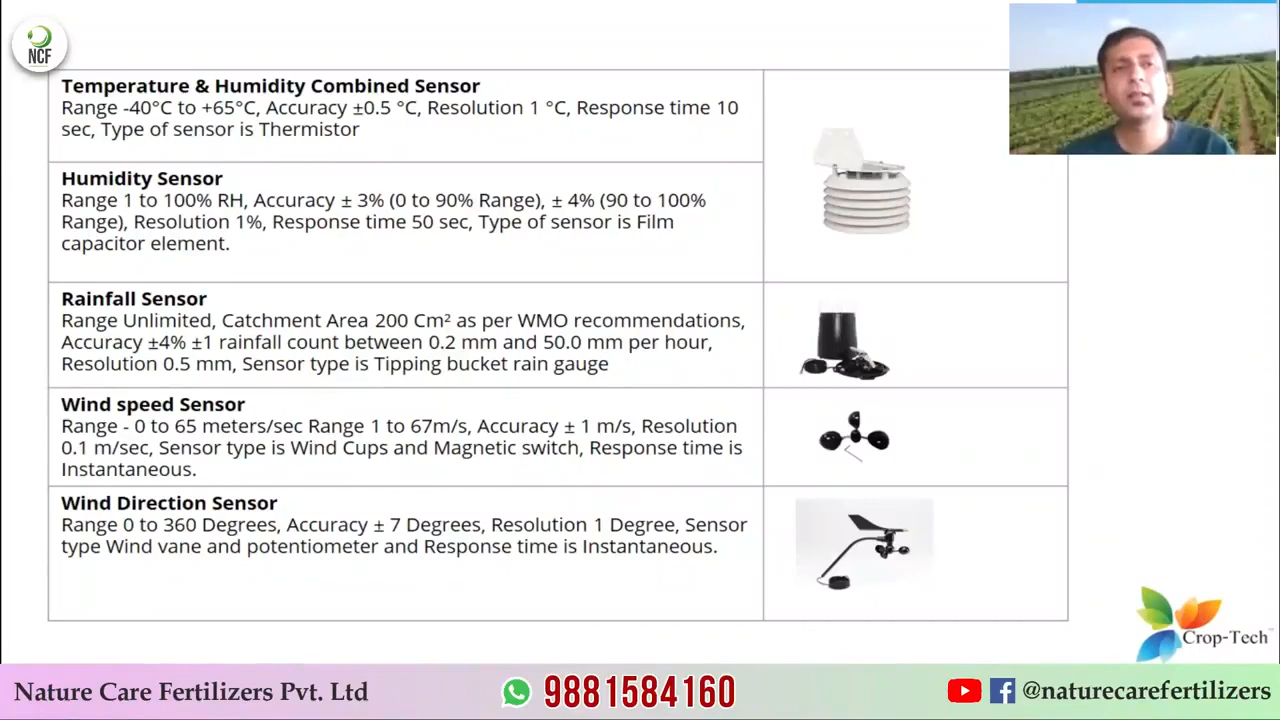 NCF
Temperature & Humidity Combined Sensor
Range -40°C to +65°C, Accuracy ±0.5 °C, Resolution 1 °C, Response time 10
sec, Type of sensor is Thermistor
Humidity Sensor
Range 1 to 100% RH, Accuracy ± 3% (0 to 90% Range), ± 4% (90 to 100%
Range), Resolution 1%, Response time 50 sec, Type of sensor is Film
capacitor element.
Rainfall Sensor
Range Unlimited, Catchment Area 200 Cm² as per WMO recommendations,
Accuracy ±4% ±1 rainfall count between 0.2 mm and 50.0 mm per hour,
Resolution 0.5 mm, Sensor type is Tipping bucket rain gauge
Wind speed Sensor
Range - 0 to 65 meters/sec Range 1 to 67m/s, Accuracy ± 1 m/s, Resolution
0.1 m/sec, Sensor type is Wind Cups and Magnetic switch, Response time is
Instantaneous.
Wind Direction Sensor
Range 0 to 360 Degrees, Accuracy ± 7 Degrees, Resolution 1 Degree, Sensor
type Wind vane and potentiometer and Response time is Instantaneous.
Crop-Tech™
Nature Care Fertilizers Pvt. Ltd
9881584160
@naturecarefertilizers